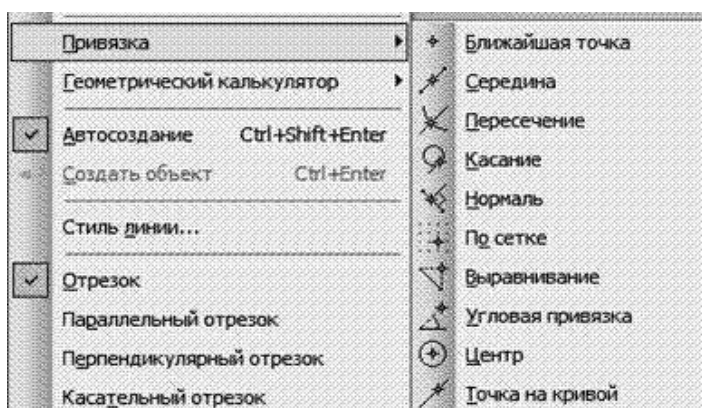 Привязка
Геометрический калькулятор
Автосоздание Ctrl+Shift+Enter
Создать объект Ctrl+Enter
Стиль линии...
Отрезок
Параллельный отрезок
Перпендикулярный отрезок
Касательный отрезок
Ближайшая точка
Середина
Пересечение
Касание
Нормаль
По сетке
Выравнивание
Угловая привязка
Центр
Точка на кривой